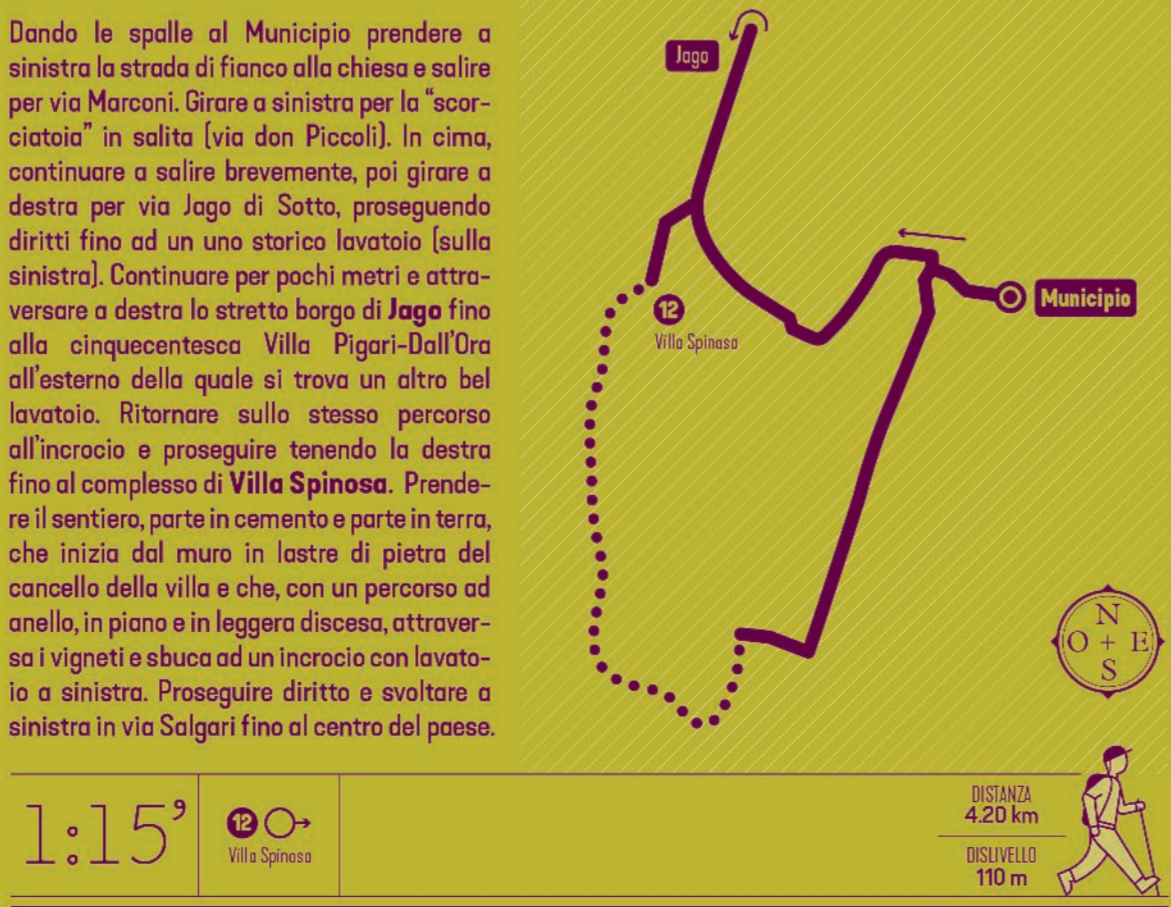 Dando le spalle al Municipio prendere a
sinistra la strada di fianco alla chiesa e salire
per via Marconi. Girare a sinistra per la “scor-
ciatoia” in salita (via don Piccoli). In cima,
continuare a salire brevemente, poi girare a
destra per via Jago di Sotto, proseguendo
diritti fino ad un uno storico lavatoio (sulla
sinistra). Continuare per pochi metri e attra-
versare a destra lo stretto borgo di Jago fino
alla cinquecentesca Villa Pigari-Dall'Ora
all'esterno della quale si trova un altro bel
lavatoio. Ritornare sullo stesso percorso
all'incrocio e proseguire tenendo la destra
fino al complesso di Villa Spinosa. Prende-
re il sentiero, parte in cemento e parte in terra,
che inizia dal muro in lastre di pietra del
cancello della villa e che, con un percorso ad
anello, in piano e in leggera discesa, attraver-
sa i vigneti e sbuca ad un incrocio con lavato-
io a sinistra. Proseguire diritto e svoltare a
sinistra in via Salgari fino al centro del paese.
Jago
Municipio
12
Villa Spinosa
N
O + E
S
1:15’
12
Villa Spinosa
DISTANZA
4.20 km
DISLIVELLO
110 m